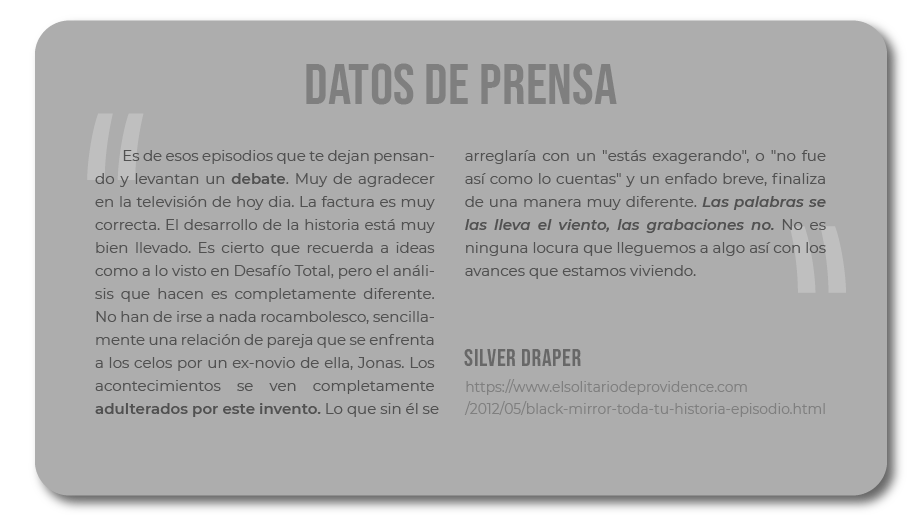 DATOS DE PRENSA
"
Es de esos episodios que te dejan pensan-
do y levantan un debate. Muy de agradecer
en la televisión de hoy dia. La factura es muy
correcta. El desarrollo de la historia está muy
bien llevado. Es cierto que recuerda a ideas
como a lo visto en Desafío Total, pero el análi-
sis que hacen es completamente diferente.
No han de irse a nada rocambolesco, sencilla-
mente una relación de pareja que se enfrenta
a los celos por un ex-novio de ella, Jonas. Los
acontecimientos se ven completamente
adulterados por este invento. Lo que sin él se
arreglaría con un "estás exagerando", o "no fue
así como lo cuentas" y un enfado breve, finaliza
de una manera muy diferente. Las palabras se
las lleva el viento, las grabaciones no. No es
ninguna locura que lleguemos a algo así con los
avances que estamos viviendo.
"
SILVER DRAPER
https://www.elsolitariodeprovidence.com
/2012/05/black-mirror-toda-tu-historia-episodio.html